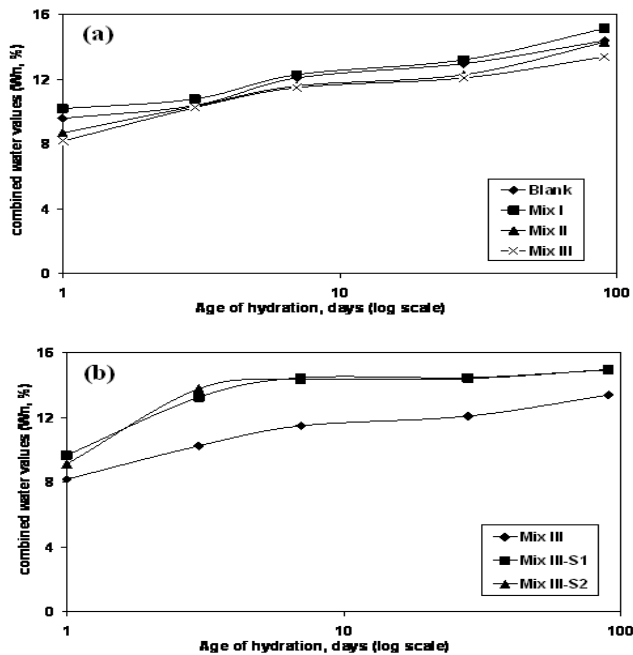 (a)
combined water values (Wn, %)
16
12
8
4
0
1
10
100
Age of hydration, days (log scale)
Blank
Mix I
Mix II
Mix III
(b)
combined water values (Wn, %)
16
12
8
4
0
1
10
100
Age of hydration, days (log scale)
Mix III
Mix III-S1
Mix III-S2